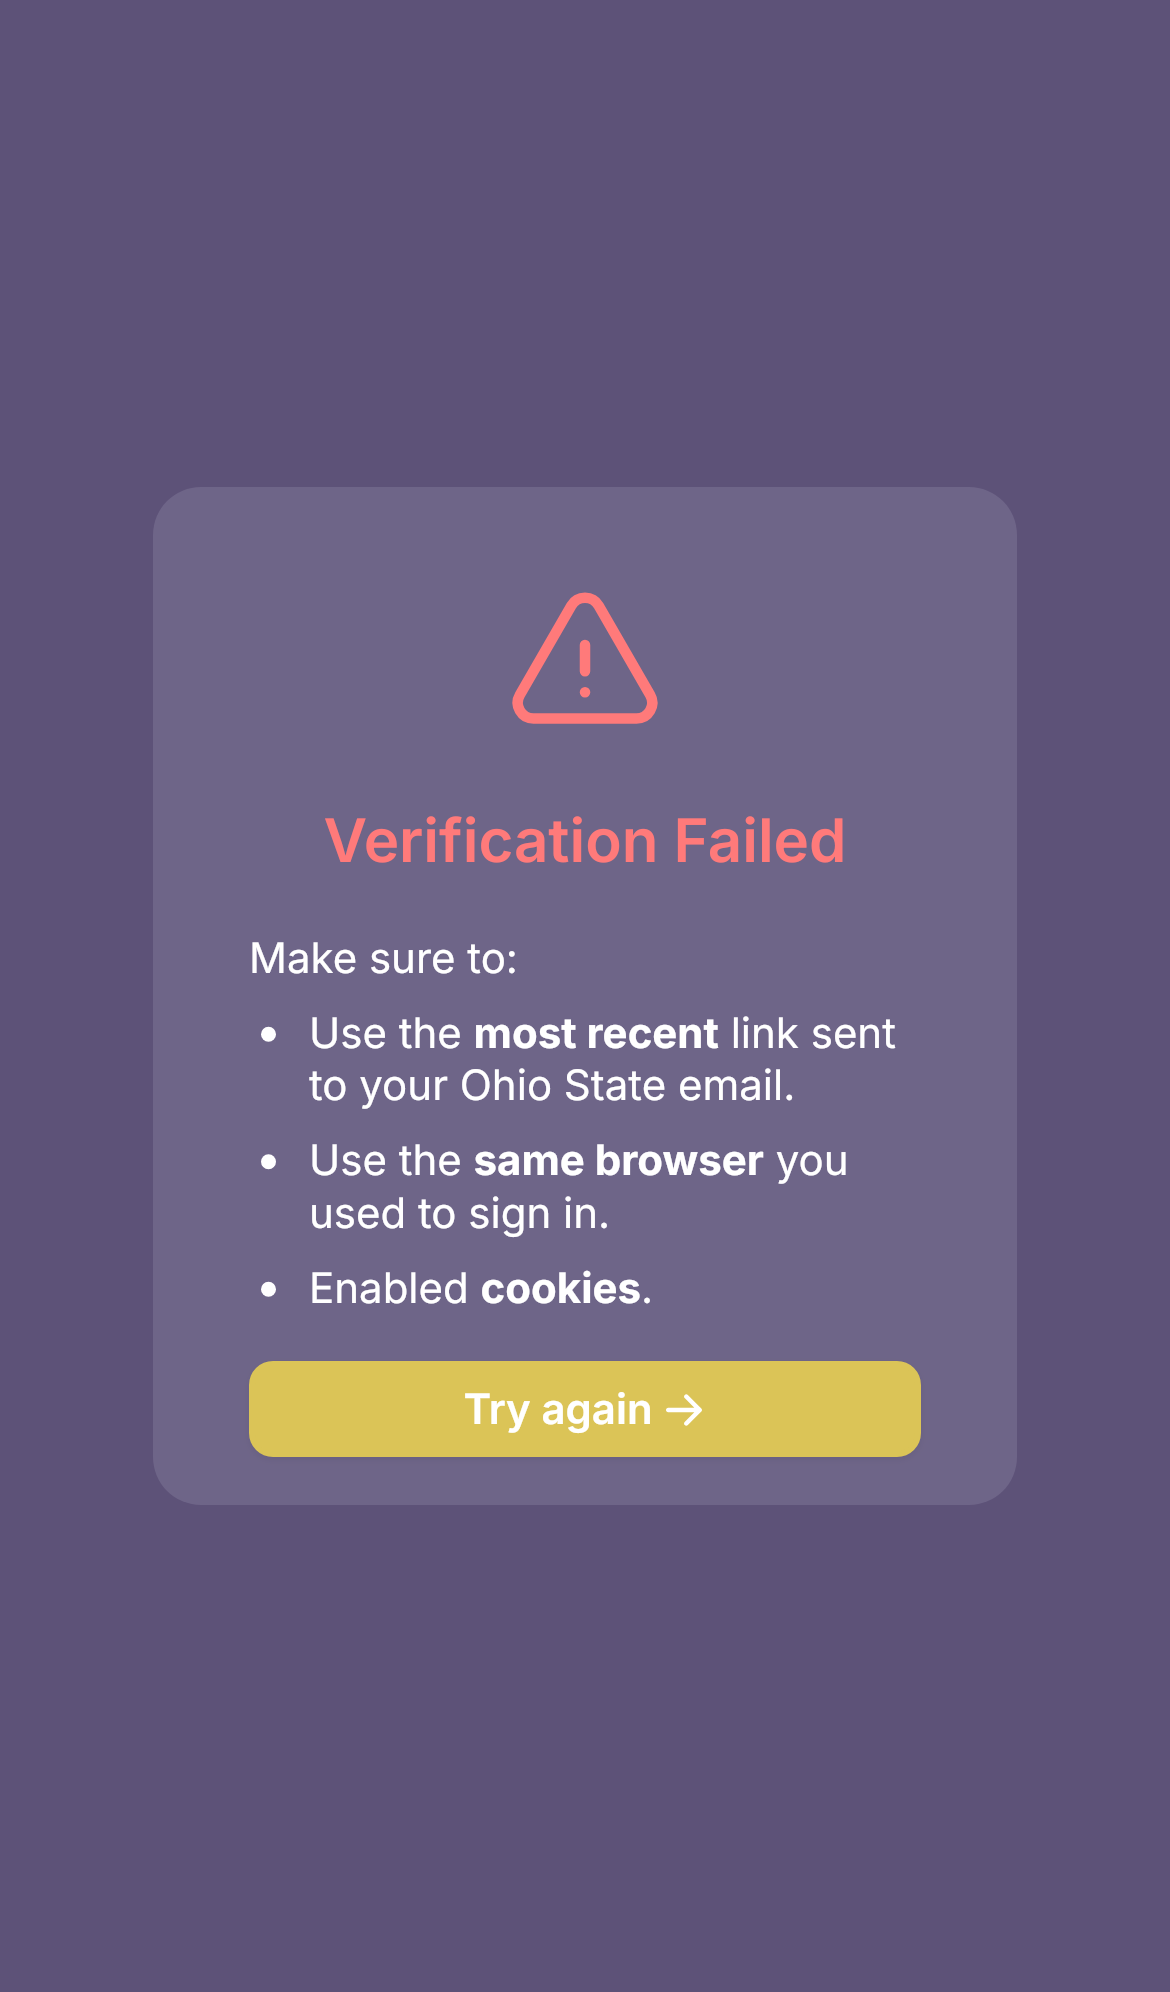 Verification Failed
Make sure to:
• Use the most recent link sent
to your Ohio State email.
• Use the same browser you
used to sign in.
• Enabled cookies.
Try again →